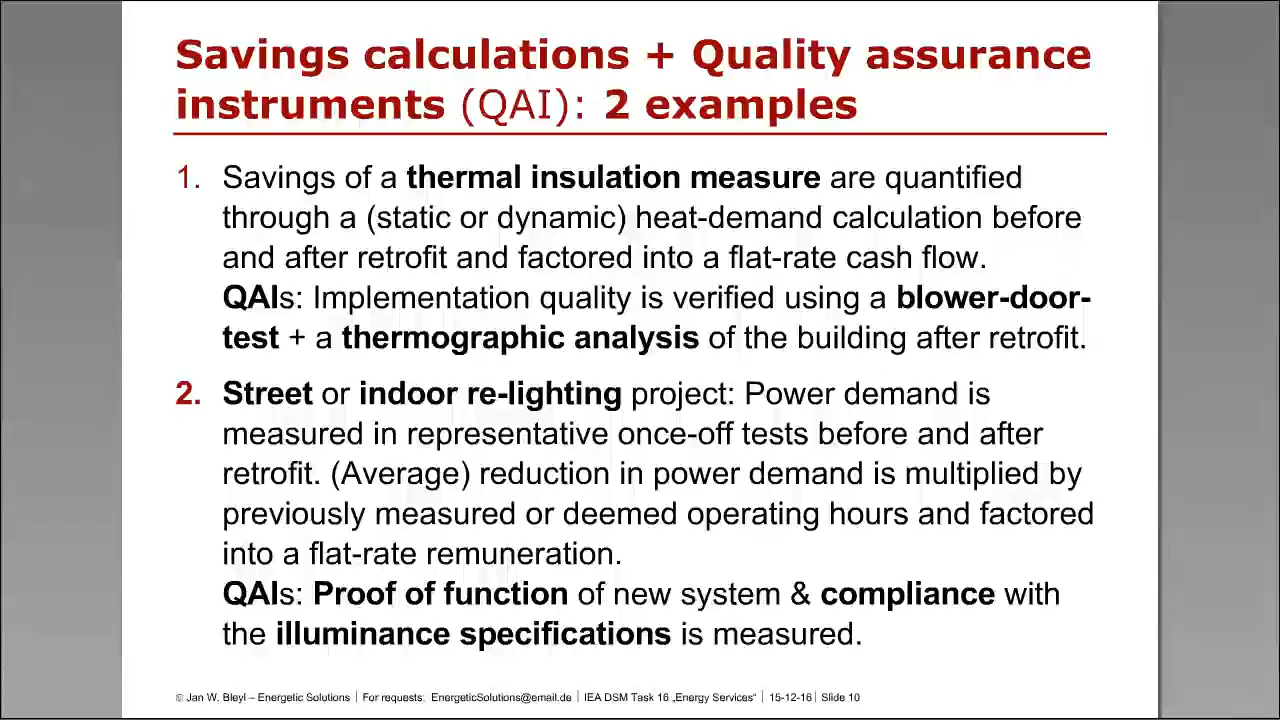 Savings calculations + Quality assurance
instruments (QAI): 2 examples
1. Savings of a thermal insulation measure are quantified
through a (static or dynamic) heat-demand calculation before
and after retrofit and factored into a flat-rate cash flow.
QAIs: Implementation quality is verified using a blower-door-
test + a thermographic analysis of the building after retrofit.
2. Street or indoor re-lighting project: Power demand is
measured in representative once-off tests before and after
retrofit. (Average) reduction in power demand is multiplied by
previously measured or deemed operating hours and factored
into a flat-rate remuneration.
QAIs: Proof of function of new system & compliance with
the illuminance specifications is measured.
© Jan W. Bleyl – Energetic Solutions | For requests: EnergeticSolutions@email.de | IEA DSM Task 16 „Energy Services“ | 15-12-16 | Slide 10